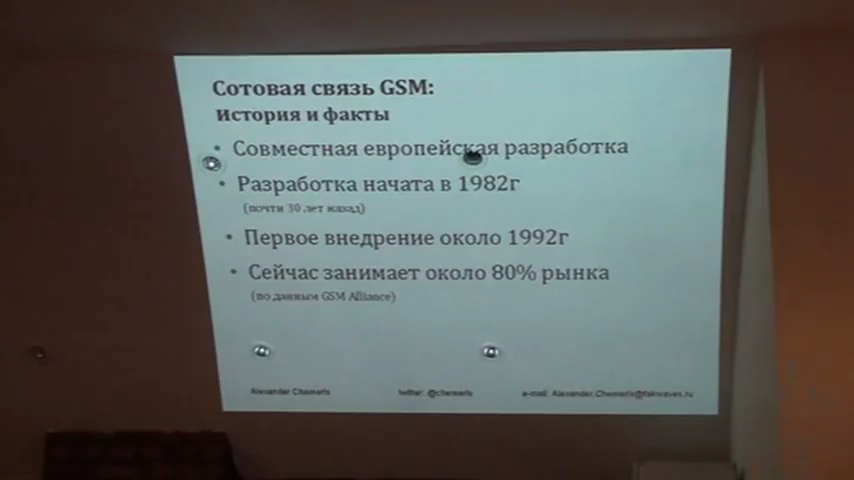 Сотовая связь GSM:
История и факты
• Совместная европейская разработка
• Разработка начата в 1982г
(почти 30 лет назад)
• Первое внедрение около 1992г
• Сейчас занимает около 80% рынка
(по данным GSM Alliance)
Alexander Chemeris twitter: @chemeris e-mail: Alexander.Chemeris@fairwaves.ru